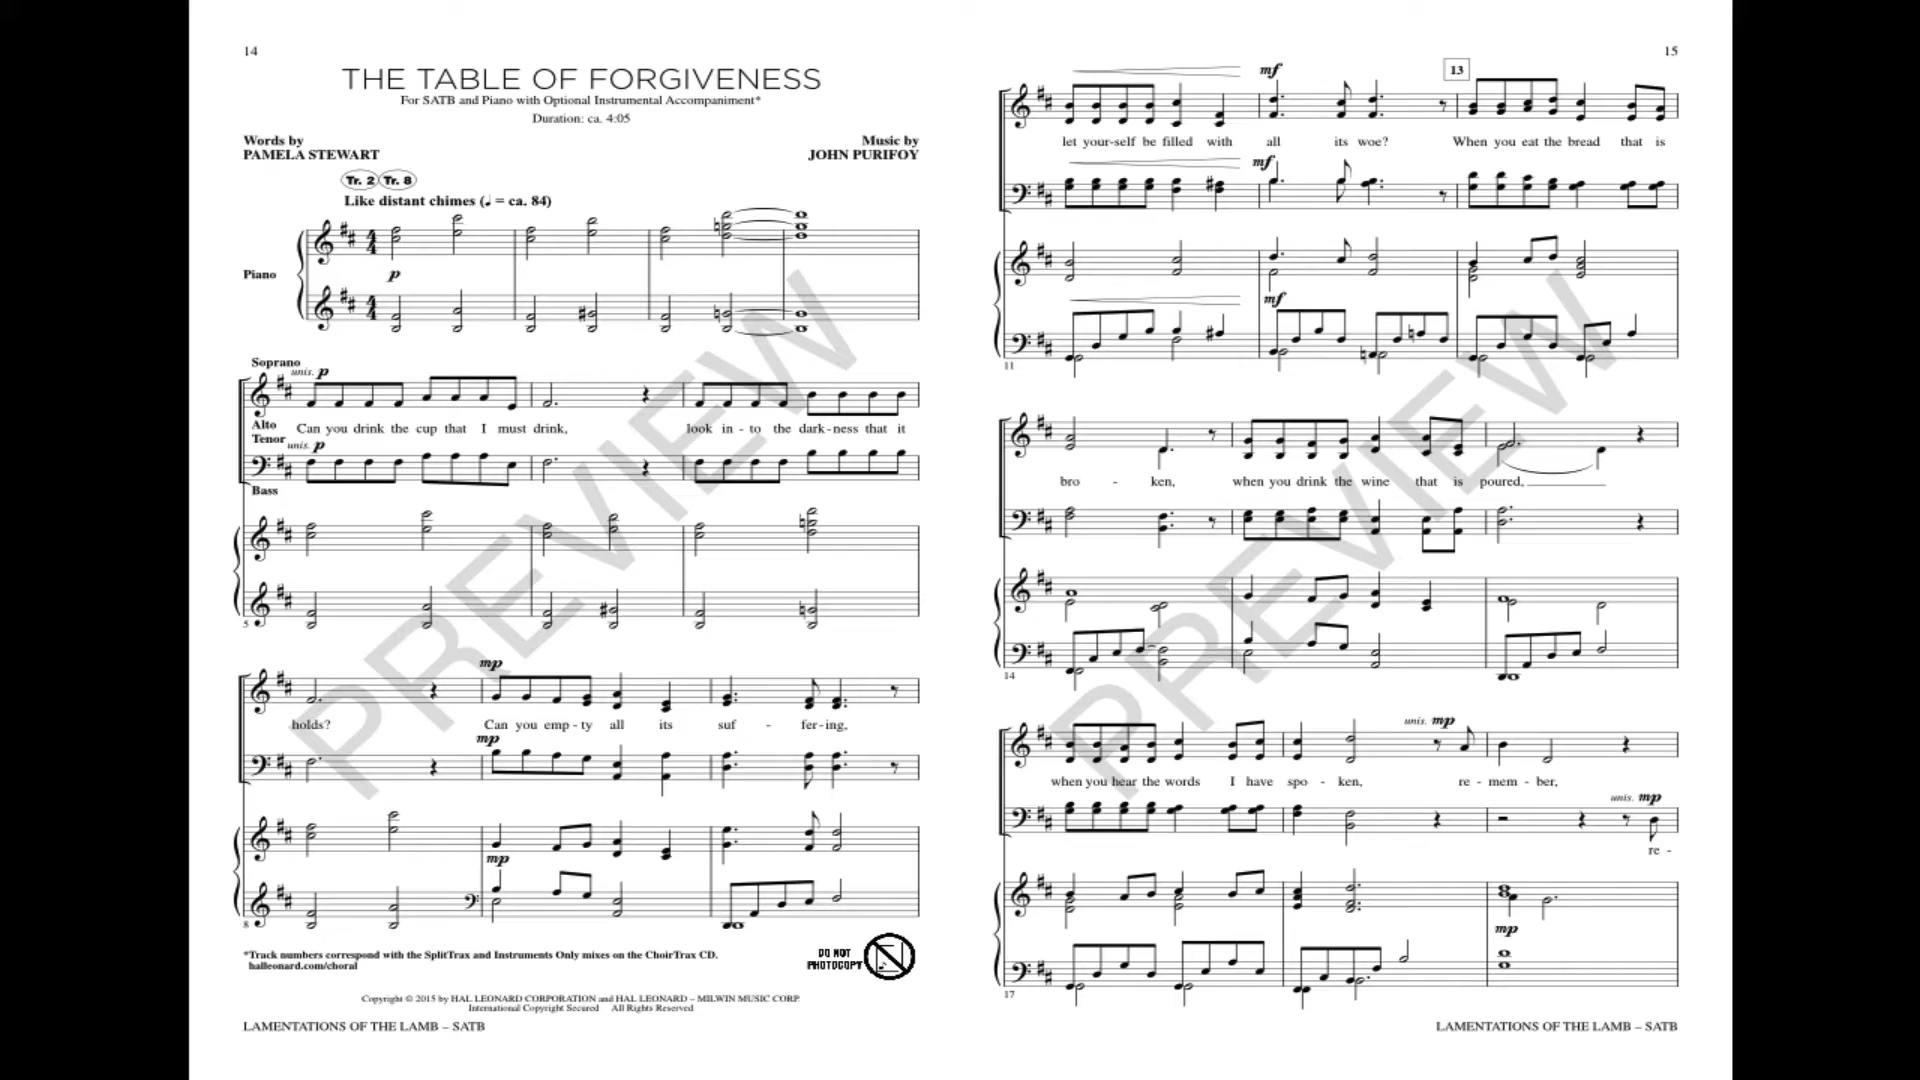 14
THE TABLE OF FORGIVENESS
For SATB and Piano with Optional Instrumental Accompaniment*
Duration: ca. 4:05
Words by
PAMELA STEWART
Music by
JOHN PURIFOY
Tr. 2 Tr. 8
Like distant chimes (♩ = ca. 84)
Piano
p
Soprano
unis. p
Alto
Can you drink the cup that I must drink, look in - to the dark - ness that it
Tenor
unis. p
Bass
5
mp
holds? Can you emp - ty all its suf - fer - ing,
mp
mp
8
*Track numbers correspond with the SplitTrax and Instruments Only mixes on the ChoirTrax CD.
halleonard.com/choral
DO NOT
PHOTOCOPY
Copyright © 2015 by HAL LEONARD CORPORATION and HAL LEONARD – MILWIN MUSIC CORP.
International Copyright Secured All Rights Reserved
LAMENTATIONS OF THE LAMB – SATB
PREVIEW
15
mf 13
let your-self be filled with all its woe? When you eat the bread that is
mf
mf
11
bro - ken, when you drink the wine that is poured,
14
unis. mp
when you hear the words I have spo - ken, re - mem - ber,
unis. mp
re -
mp
17
LAMENTATIONS OF THE LAMB – SATB
PREVIEW